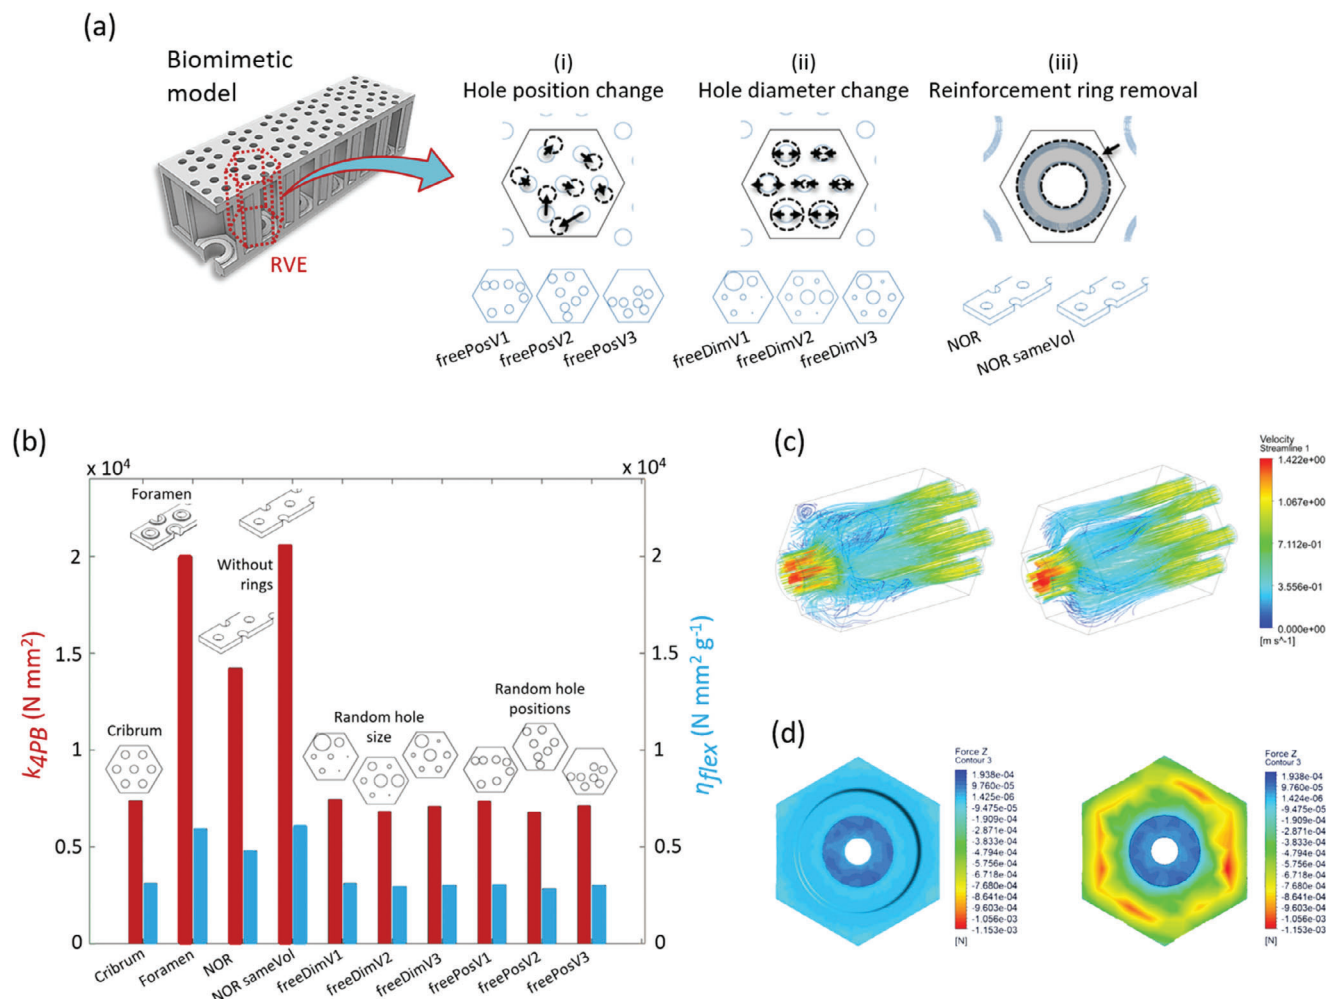 (a)
Biomimetic
model
RVE
(i)
Hole position change
(ii)
Hole diameter change
(iii)
Reinforcement ring removal
freePosV1
freePosV2
freePosV3
freeDimV1
freeDimV2
freeDimV3
NOR
NOR sameVol
(b)
x 10⁴
x 10⁴
k4PB (N mm²)
2
1.5
1
0.5
0
Foramen
Without
rings
Cribrum
Random hole
size
Random hole
positions
2
1.5
1
0.5
0
ηflex (N mm² g⁻¹)
Cribrum
Foramen
NOR
NOR sameVol
freeDimV1
freeDimV2
freeDimV3
freePosV1
freePosV2
freePosV3
(c)
Velocity
Streamline 1
1.422e+00
1.067e+00
7.112e-01
3.556e-01
0.000e+00
[m s^-1]
(d)
Force Z
Contour 3
1.938e-04
9.760e-05
1.425e-06
-9.475e-05
-1.909e-04
-2.871e-04
-3.834e-04
-4.794e-04
-5.756e-04
-6.718e-04
-7.680e-04
-8.642e-04
-9.603e-04
-1.056e-03
-1.153e-03
[N]
Force Z
Contour 3
1.938e-04
9.760e-05
1.424e-06
-9.475e-05
-1.909e-04
-2.871e-04
-3.834e-04
-4.794e-04
-5.756e-04
-6.718e-04
-7.680e-04
-8.642e-04
-9.603e-04
-1.056e-03
-1.153e-03
[N]